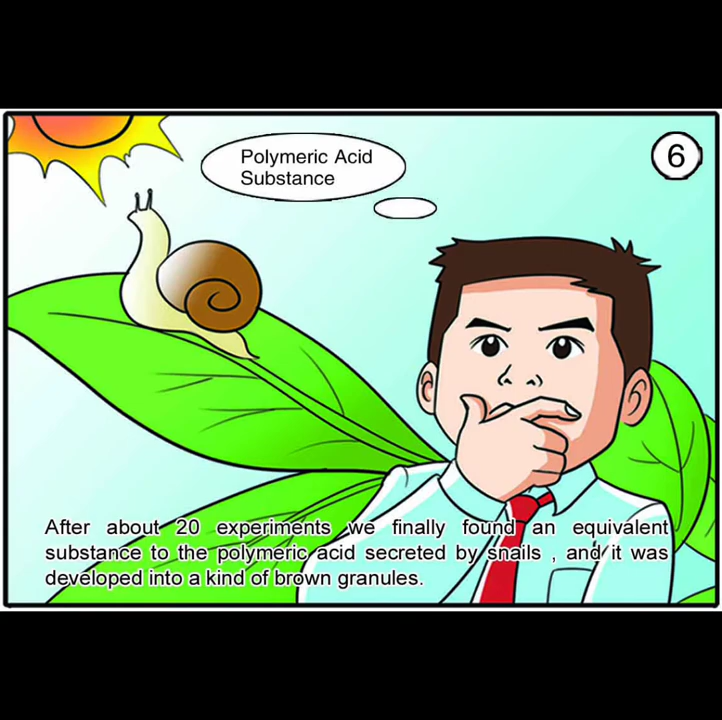 Polymeric Acid
Substance
6
After about 20 experiments we finally found an equivalent
substance to the polymeric acid secreted by snails , and it was
developed into a kind of brown granules.